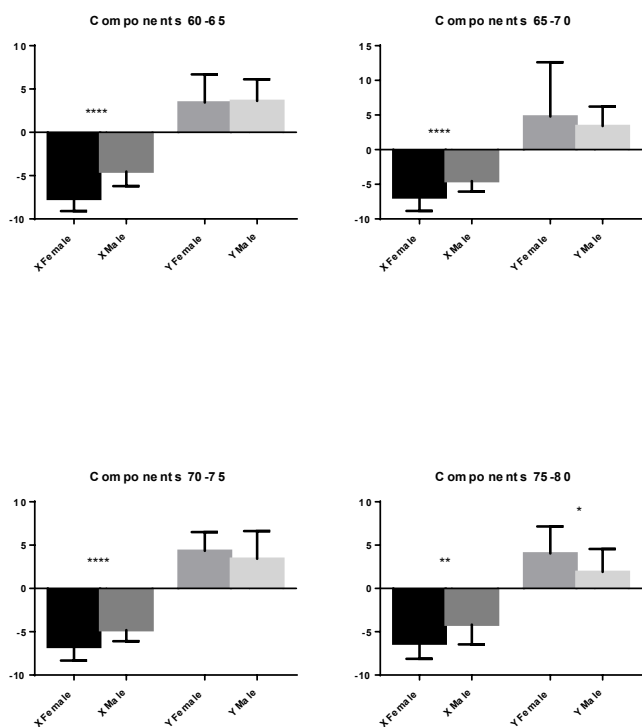 Components 60-65
10
5
0
-5
-10
****
X Female
X Male
Y Female
Y Male
Components 65-70
15
10
5
0
-5
-10
****
X Female
X Male
Y Female
Y Male
Components 70-75
10
5
0
-5
-10
****
X Female
X Male
Y Female
Y Male
Components 75-80
10
5
0
-5
-10
**
*
X Female
X Male
Y Female
Y Male